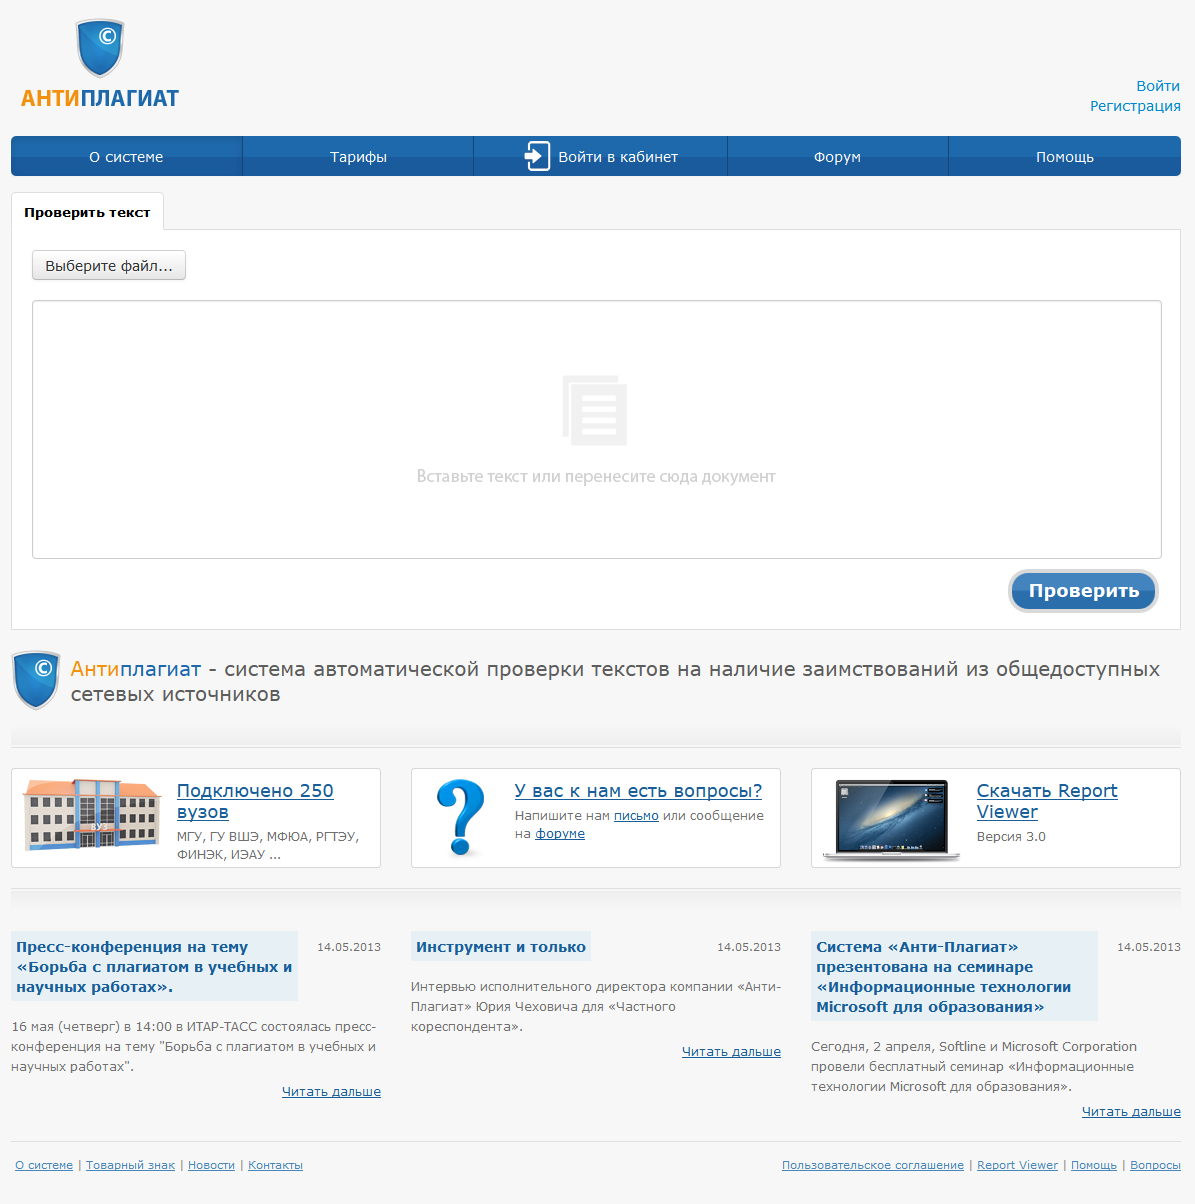 ©
АНТИПЛАГИАТ
Войти
Регистрация
О системе
Тарифы
Войти в кабинет
Форум
Помощь
Проверить текст
Выберите файл...
Вставьте текст или перенесите сюда документ
Проверить
©
Антиплагиат - система автоматической проверки текстов на наличие заимствований из общедоступных
сетевых источников
ВУЗ
Подключено 250
вузов
МГУ, ГУ ВШЭ, МФЮА, РГТЭУ,
ФИНЭК, ИЭАУ ...
У вас к нам есть вопросы?
Напишите нам письмо или сообщение
на форуме
Скачать Report
Viewer
Версия 3.0
Пресс-конференция на тему
«Борьба с плагиатом в учебных и
научных работах».
14.05.2013
16 мая (четверг) в 14:00 в ИТАР-ТАСС состоялась пресс-
конференция на тему "Борьба с плагиатом в учебных и
научных работах".
Читать дальше
Инструмент и только
14.05.2013
Интервью исполнительного директора компании «Анти-
Плагиат» Юрия Чеховича для «Частного
кореспондента».
Читать дальше
Система «Анти-Плагиат»
презентована на семинаре
«Информационные технологии
Microsoft для образования»
14.05.2013
Сегодня, 2 апреля, Softline и Microsoft Corporation
провели бесплатный семинар «Информационные
технологии Microsoft для образования».
Читать дальше
О системе | Товарный знак | Новости | Контакты
Пользовательское соглашение | Report Viewer | Помощь | Вопросы